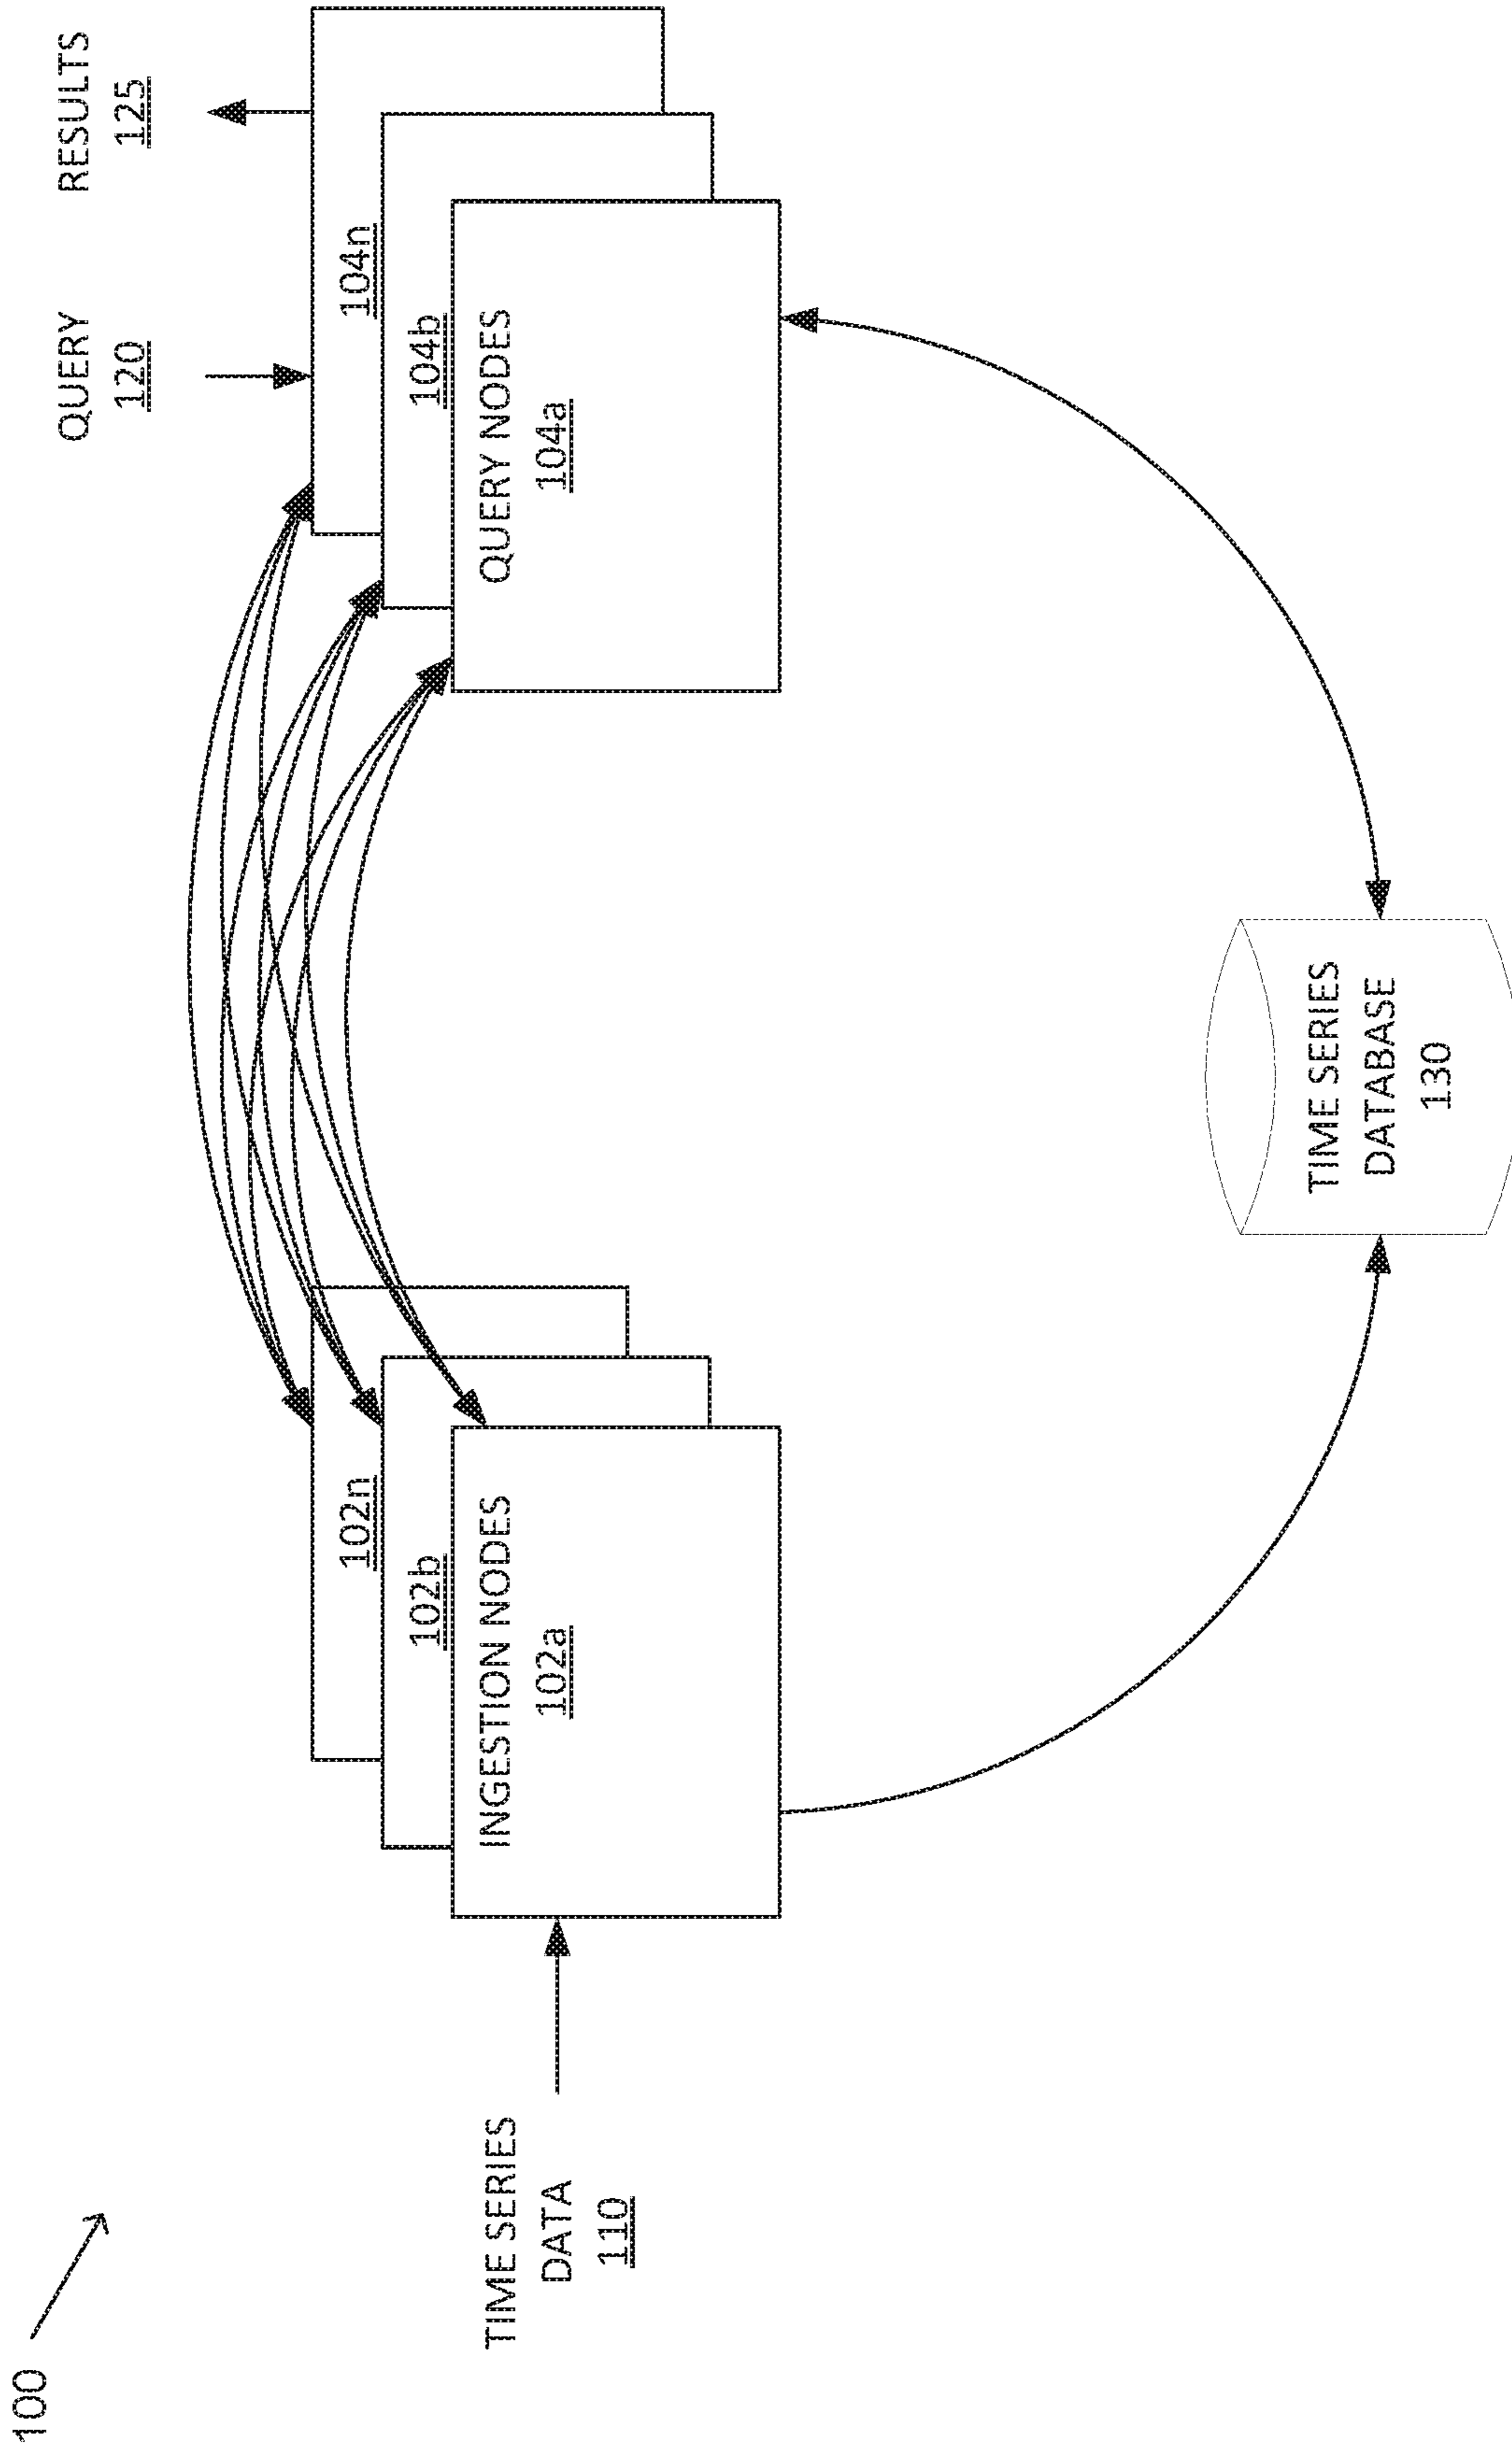 100
QUERY
120
RESULTS
125
102n
102b
INGESTION NODES
102a
104n
104b
QUERY NODES
104a
TIME SERIES
DATA
110
TIME SERIES
DATABASE
130